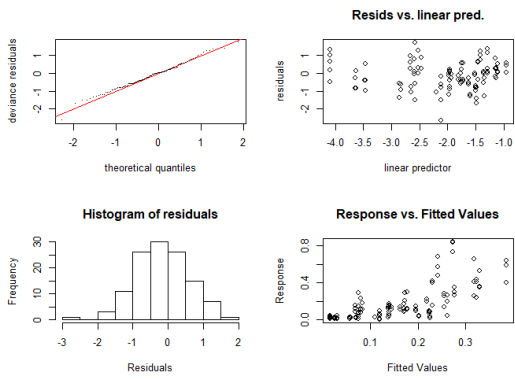 deviance residuals
-2 -1 0 1
-2 -1 0 1 2
theoretical quantiles
Resids vs. linear pred.
residuals
-2 -1 0 1
-4.0 -3.5 -3.0 -2.5 -2.0 -1.5 -1.0
linear predictor
Histogram of residuals
Frequency
0 10 20 30
-3 -2 -1 0 1 2
Residuals
Response vs. Fitted Values
Response
0.0 0.4 0.8
0.1 0.2 0.3
Fitted Values